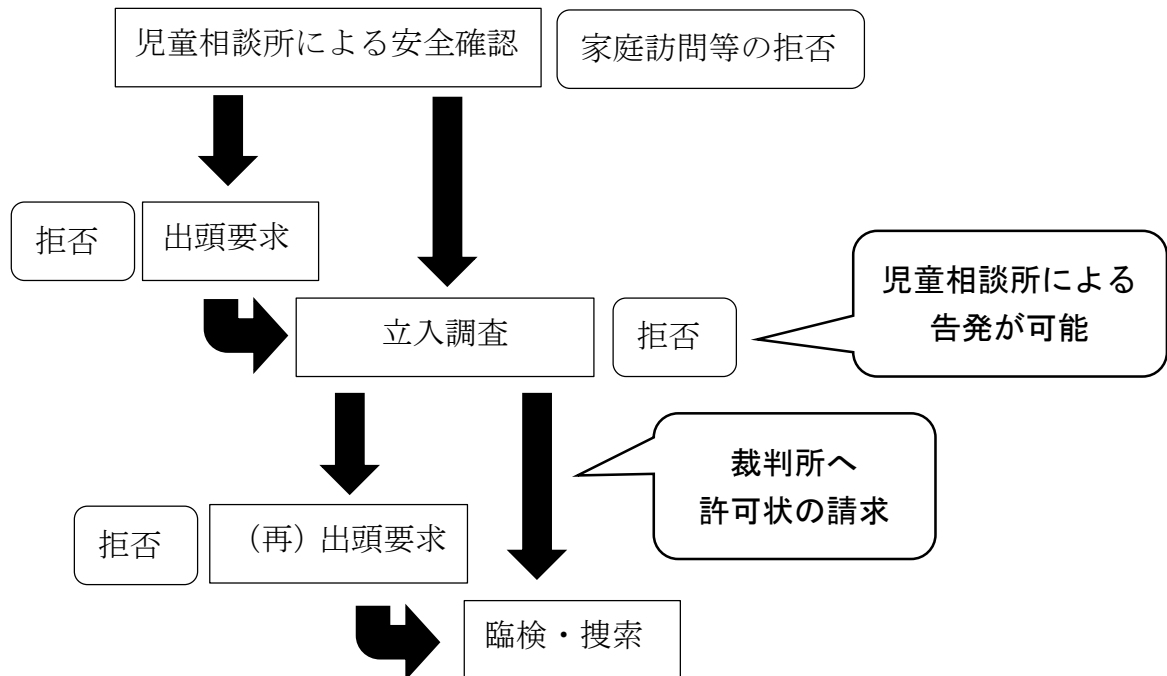 児童相談所による安全確認
家庭訪問等の拒否
拒否
出頭要求
児童相談所による
告発が可能
立入調査
拒否
裁判所へ
許可状の請求
拒否
（再）出頭要求
臨検・捜索